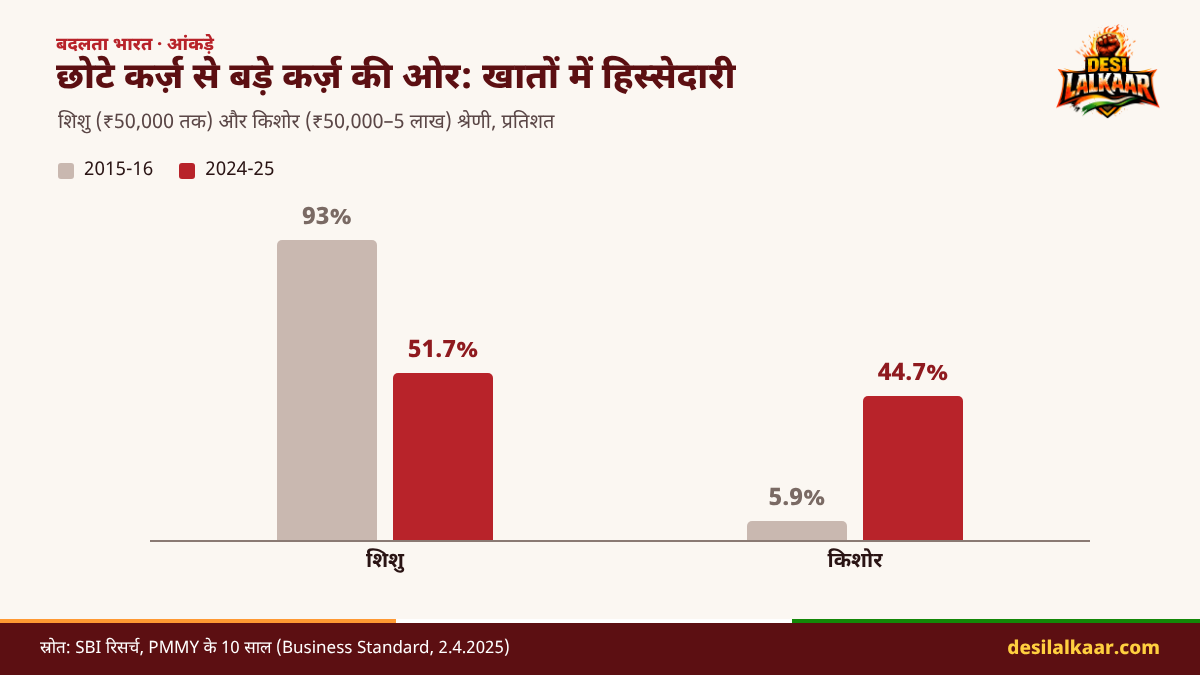 बदलता भारत · आंकड़े
छोटे कर्ज़ से बड़े कर्ज़ की ओर: खातों में हिस्सेदारी
DESI
LALKAAR
शिशु (₹50,000 तक) और किशोर (₹50,000–5 लाख) श्रेणी, प्रतिशत
2015-16 2024-25
93%
51.7%
44.7%
5.9%
शिशु किशोर
स्रोत: SBI रिसर्च, PMMY के 10 साल (Business Standard, 2.4.2025) desilalkaar.com